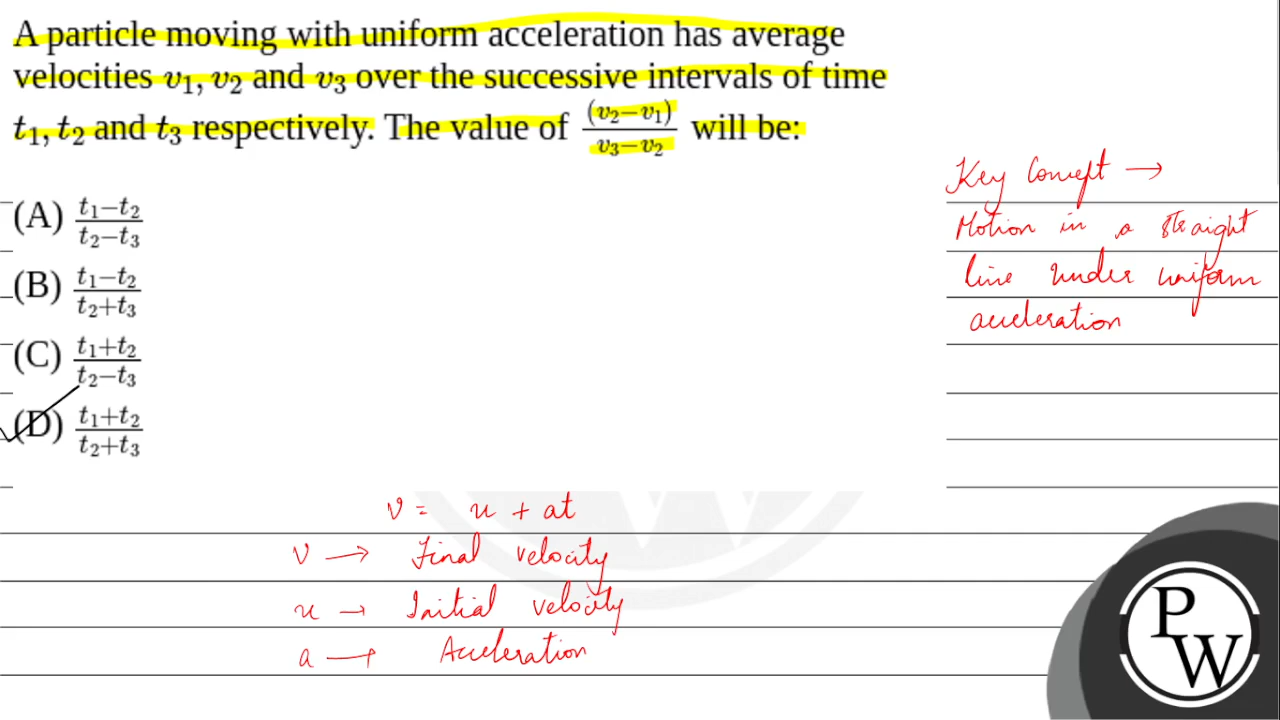 A particle moving with uniform acceleration has average
velocities v₁, v₂ and v₃ over the successive intervals of time
t₁, t₂ and t₃ respectively. The value of (v₂−v₁)/(v₃−v₂) will be:
Key Concept →
Motion in a straight
line under uniform
accleration
(A) t₁−t₂/t₂−t₃
(B) t₁−t₂/t₂+t₃
(C) t₁+t₂/t₂−t₃
(D) t₁+t₂/t₂+t₃
v = u + at
v → Final velocity
u → Initial velocity
a → Accleration
P
W